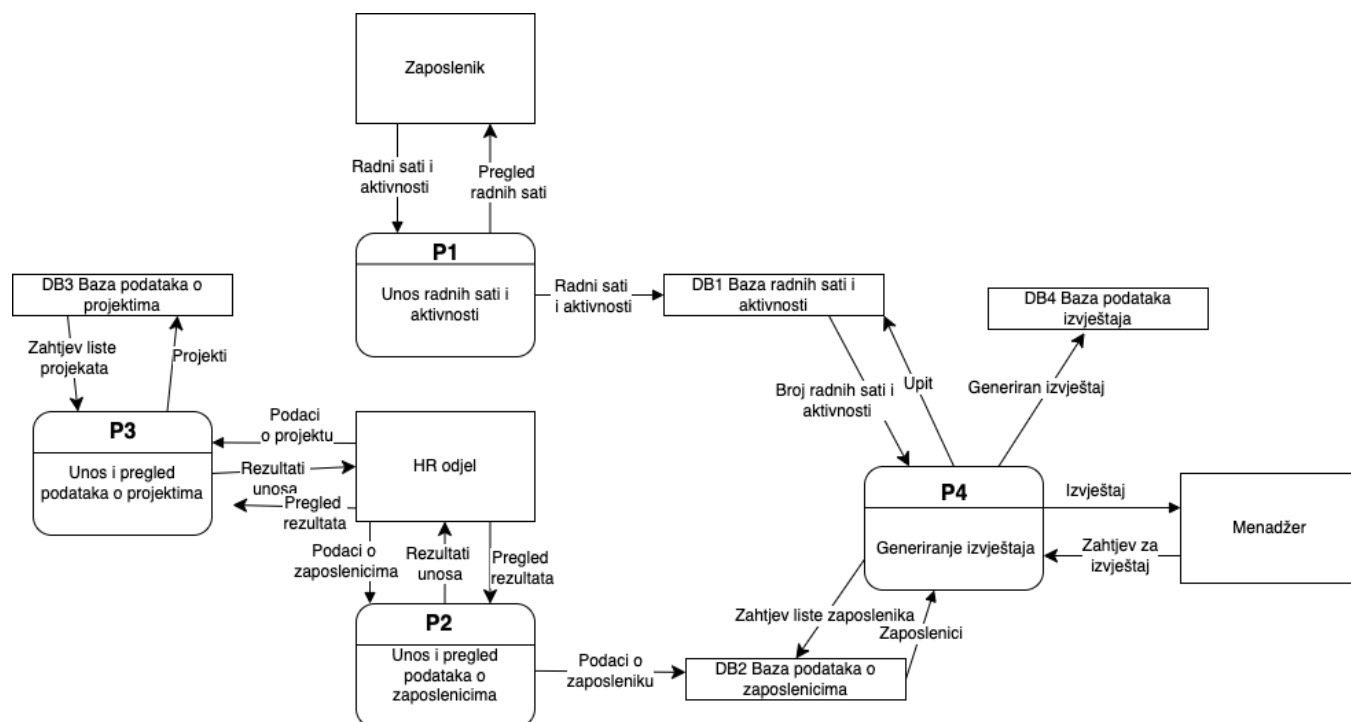 Zaposlenik
Radni sati i
aktivnosti
Pregled
radnih sati
P1
Unos radnih sati i
aktivnosti
Radni sati
i aktivnosti
DB1 Baza radnih sati i
aktivnosti
DB3 Baza podataka o
projektima
DB4 Baza podataka
izvještaja
Zahtjev liste
projekata
Projekti
Broj radnih sati i
aktivnosti
Upit
Generiran izvještaj
P3
Unos i pregled
podataka o projektima
Podaci
o projektu
Rezultati
unosa
Pregled
rezultata
HR odjel
P4
Generiranje izvještaja
Izvještaj
Zahtjev za
izvještaj
Menadžer
Podaci o
zaposlenicima
Rezultati
unosa
Pregled
rezultata
P2
Unos i pregled
podataka o
zaposlenicima
Podaci o
zaposleniku
Zahtjev liste zaposlenika
Zaposlenici
DB2 Baza podataka o
zaposlenicima